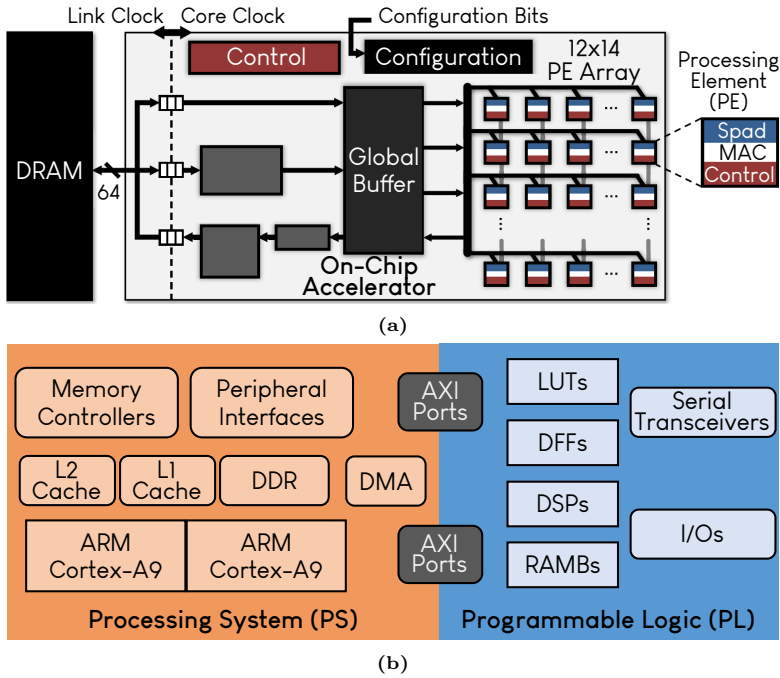 Link Clock
Core Clock
Configuration Bits
Control
Configuration
12x14
PE Array
Processing
Element
(PE)
DRAM
64
Global
Buffer
Spad
MAC
Control
...
...
...
...
...
...
On-Chip
Accelerator
(a)
Memory
Controllers
Peripheral
Interfaces
AXI
Ports
LUTs
Serial
Transceivers
DFFs
L2
Cache
L1
Cache
DDR
DMA
DSPs
I/Os
ARM
Cortex-A9
ARM
Cortex-A9
AXI
Ports
RAMBs
Processing System (PS)
Programmable Logic (PL)
(b)